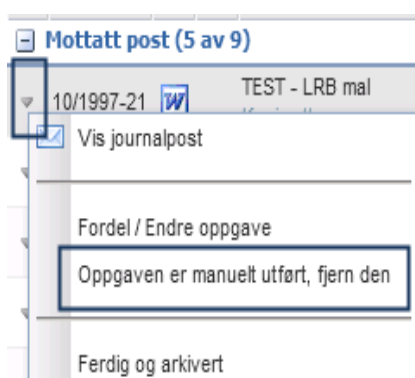 Mottatt post (5 av 9)
10/1997-21 TEST - LRB mal
Vis journalpost
Fordel / Endre oppgave
Oppgaven er manuelt utført, fjern den
Ferdig og arkivert